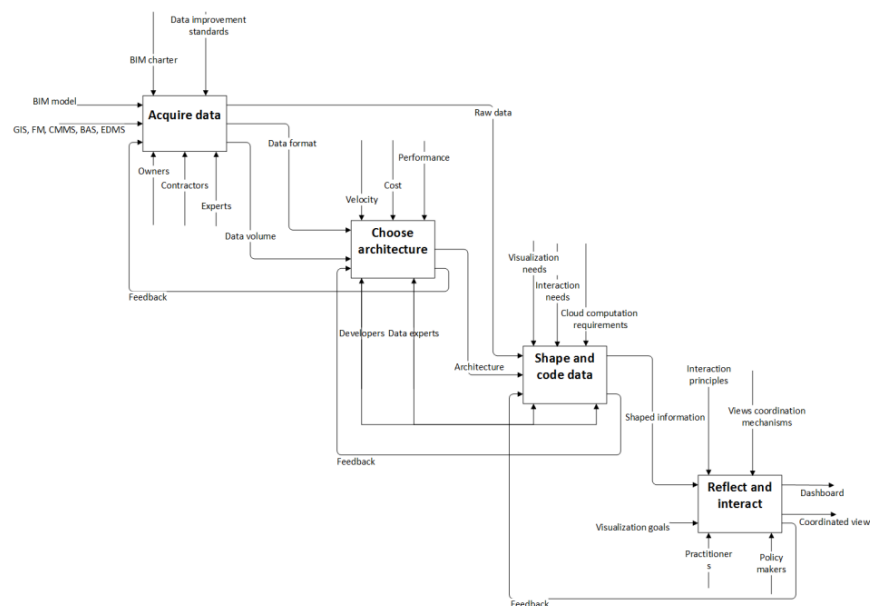 Data improvement
standards
BIM charter
BIM model
Acquire data
Raw data
GIS, FM, CMMS, BAS, EDMS
Data format
Performance
Owners
Contractors
Cost
Velocity
Experts
Choose
architecture
Data volume
Visualization
needs
Interaction
needs
Feedback
Cloud computation
requirements
Developers
Data experts
Shape and
code data
Architecture
Interaction
principles
Views coordination
mechanisms
Shaped information
Feedback
Reflect and
interact
Dashboard
Coordinated view
Visualization goals
Practitioner
s
Policy
makers
Feedback